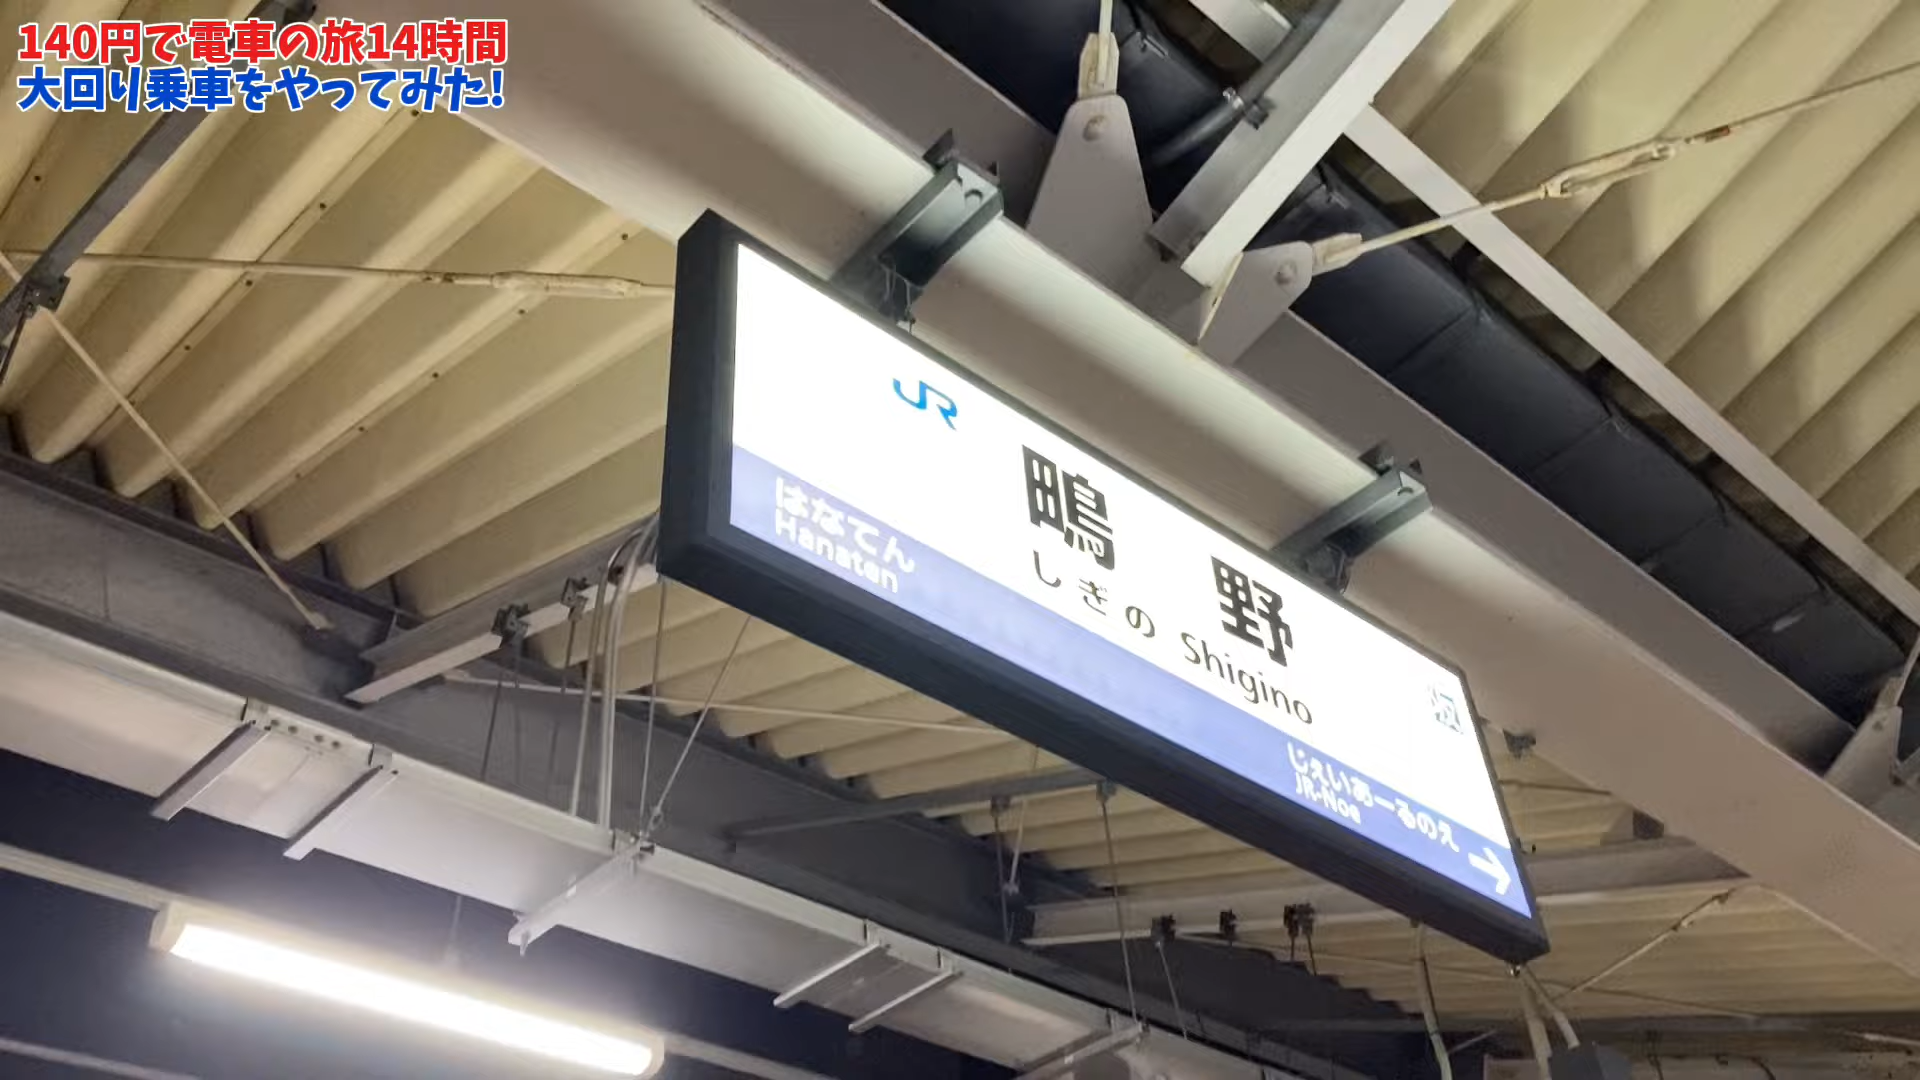 140円で電車の旅14時間
大回り乗車をやってみた!
JR
鴫野
しぎの Shigino
はなてん
Hanaten
じぇいあーるのえ
JR-Noe
→